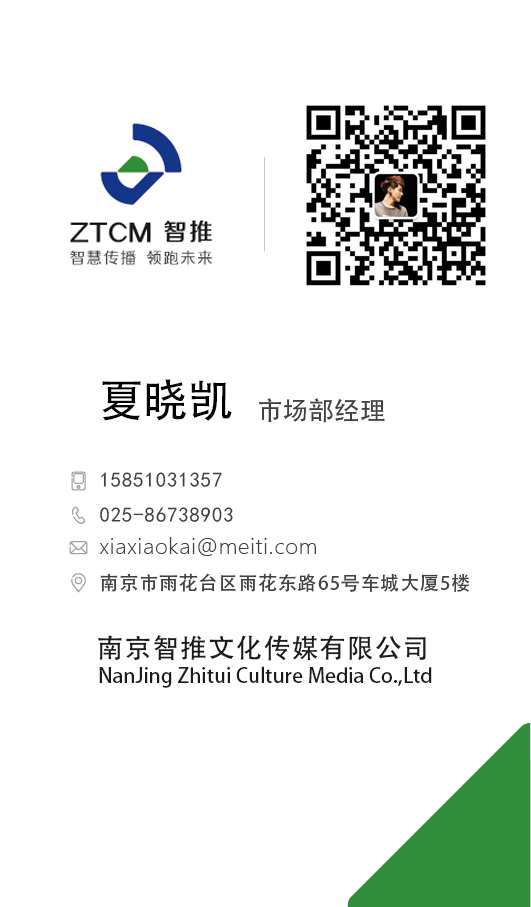 ZTCM 智推
智慧传播 领跑未来
夏晓凯 市场部经理
15851031357
025-86738903
xiaxiaokai@meiti.com
南京市雨花台区雨花东路65号车城大厦5楼
南京智推文化传媒有限公司
NanJing Zhitui Culture Media Co.,Ltd